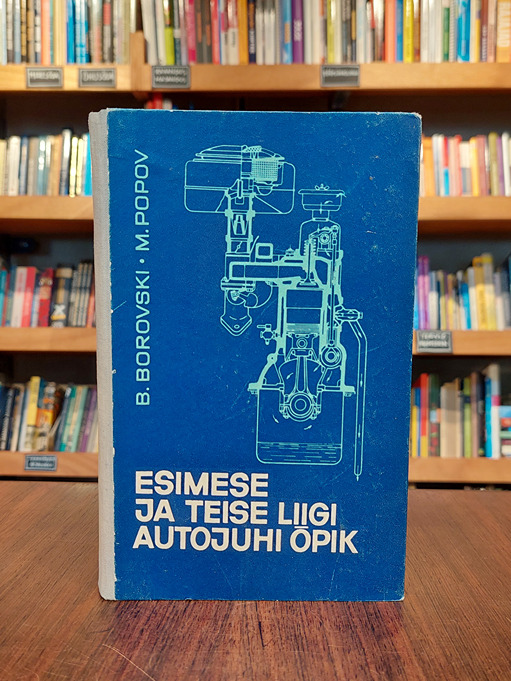 B. BOROVSKI · M. POPOV
ESIMESE
JA TEISE LIIGI
AUTOJUHI ÕPIK